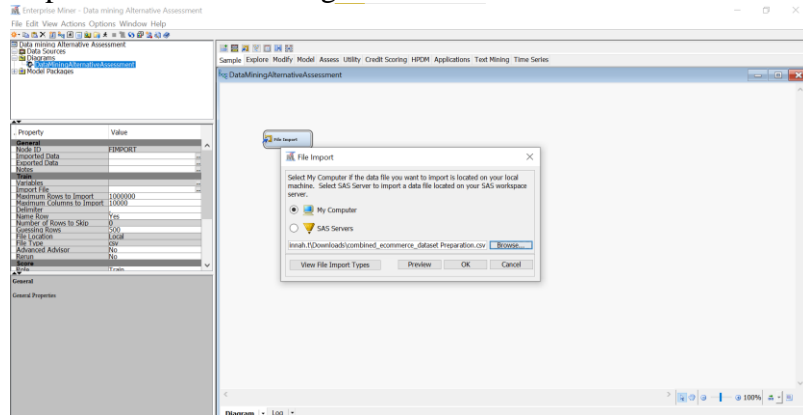 Enterprise Miner - Data mining Alternative Assessment
File Edit View Actions Options Window Help
Data mining Alternative Assessment
Data Sources
Diagrams
DataMiningAlternativeAssessment
Model Packages
Sample Explore Modify Model Assess Utility Credit Scoring HPDM Applications Text Mining Time Series
DataMiningAlternativeAssessment
Property Value
General
Node ID FIMPORT
Imported Data
Exported Data
Notes
Train
Variables
Import File
Maximum Rows to Import 1000000
Maximum Columns to Import 10000
Delimiter ,
Name Row Yes
Number of Rows to Skip 0
Guessing Rows 500
File Location Local
File Type csv
Advanced Advisor No
Rerun No
Score
Role Train
General
General Properties
File Import
File Import
Select My Computer if the data file you want to import is located on your local
machine. Select SAS Server to import a data file located on your SAS workspace
server.
My Computer
SAS Servers
innah.t\Downloads\combined_ecommerce_dataset Preparation.csv Browse...
View File Import Types Preview OK Cancel
100%
Diagram Log